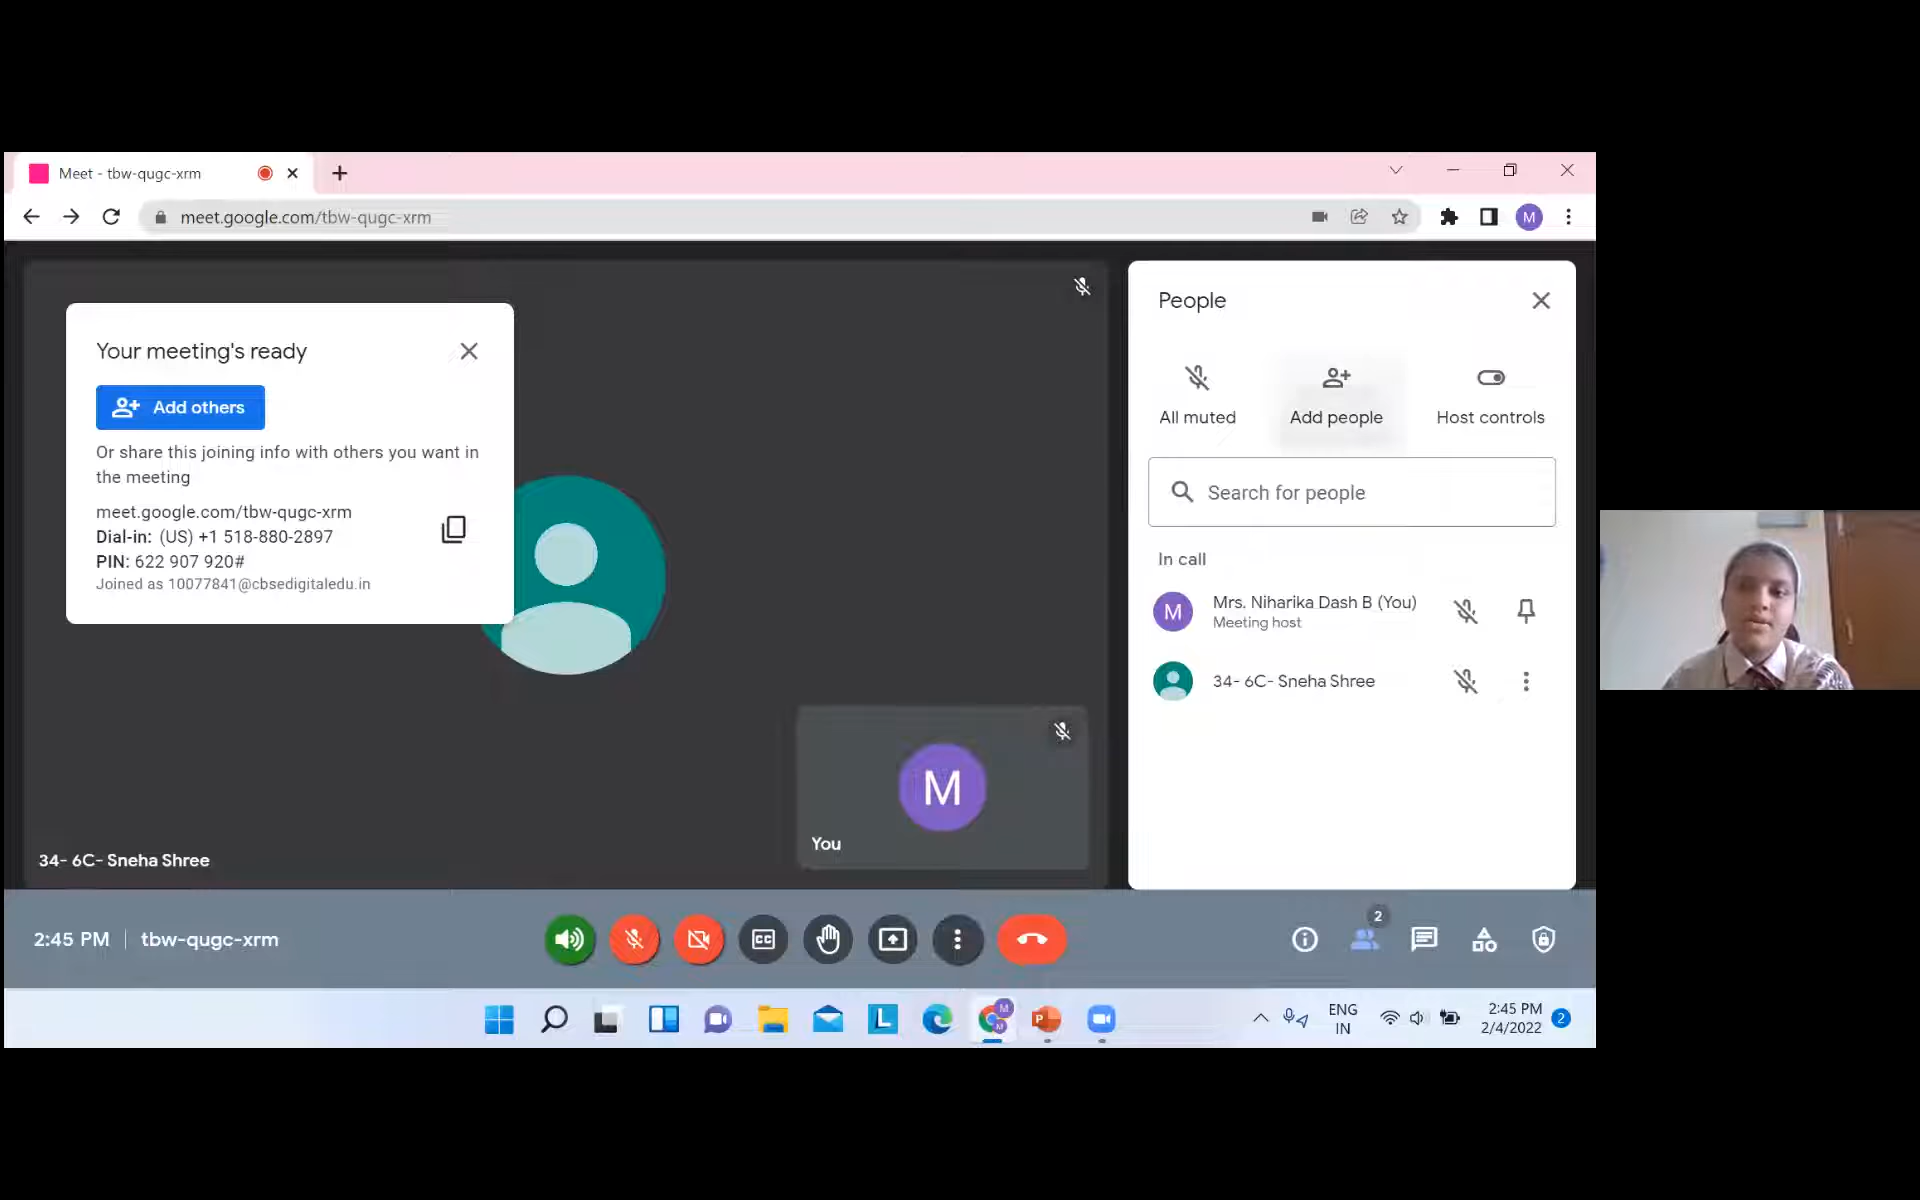 Meet - tbw-qugc-xrm
meet.google.com/tbw-qugc-xrm
M
Your meeting's ready
Add others
Or share this joining info with others you want in
the meeting
meet.google.com/tbw-qugc-xrm
Dial-in: (US) +1 518-880-2897
PIN: 622 907 920#
Joined as 10077841@cbsedigitaledu.in
34- 6C- Sneha Shree
M
You
People
All muted
Add people
Host controls
Search for people
In call
M
Mrs. Niharika Dash B (You)
Meeting host
34- 6C- Sneha Shree
2:45 PM | tbw-qugc-xrm
CC
2
L
M
M
P
ENG
IN
2:45 PM
2/4/2022
2